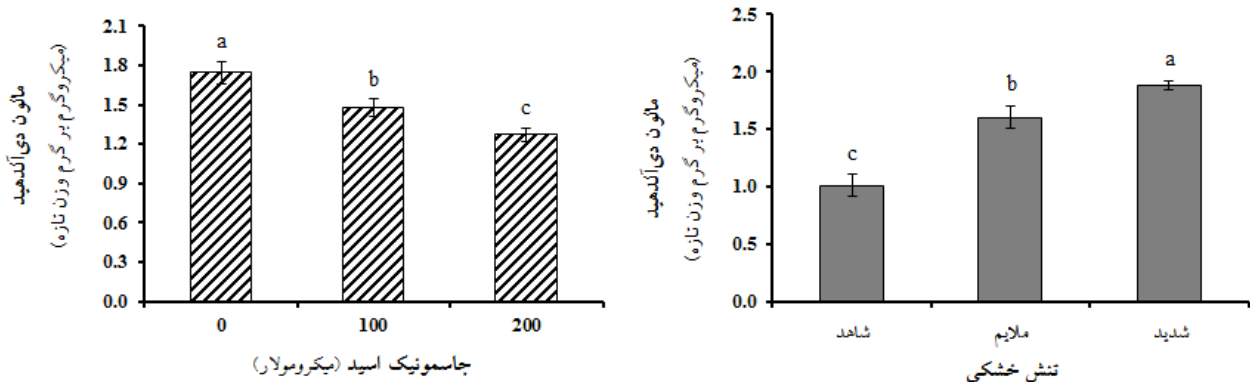 مالون دی‌آلدهید
(میکروگرم بر گرم وزن تازه)
2.1
1.8
1.5
1.2
0.9
0.6
0.3
0.0
a
b
c
0 100 200
جاسمونیک اسید (میکرومولار)
مالون دی‌آلدهید
(میکروگرم بر گرم وزن تازه)
2.5
2.0
1.5
1.0
0.5
0.0
c
b
a
شاهد ملایم شدید
تنش خشکی